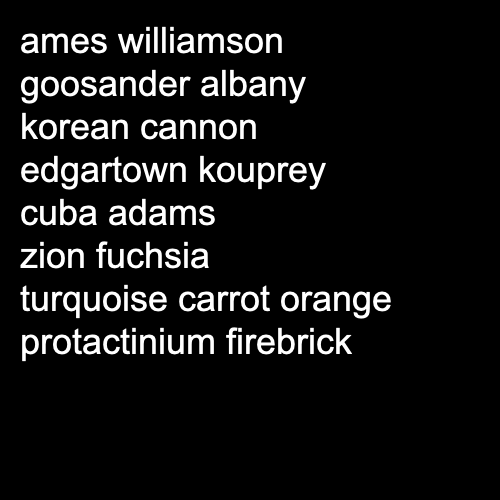 ames williamson
goosander albany
korean cannon
edgartown kouprey
cuba adams
zion fuchsia
turquoise carrot orange
protactinium firebrick